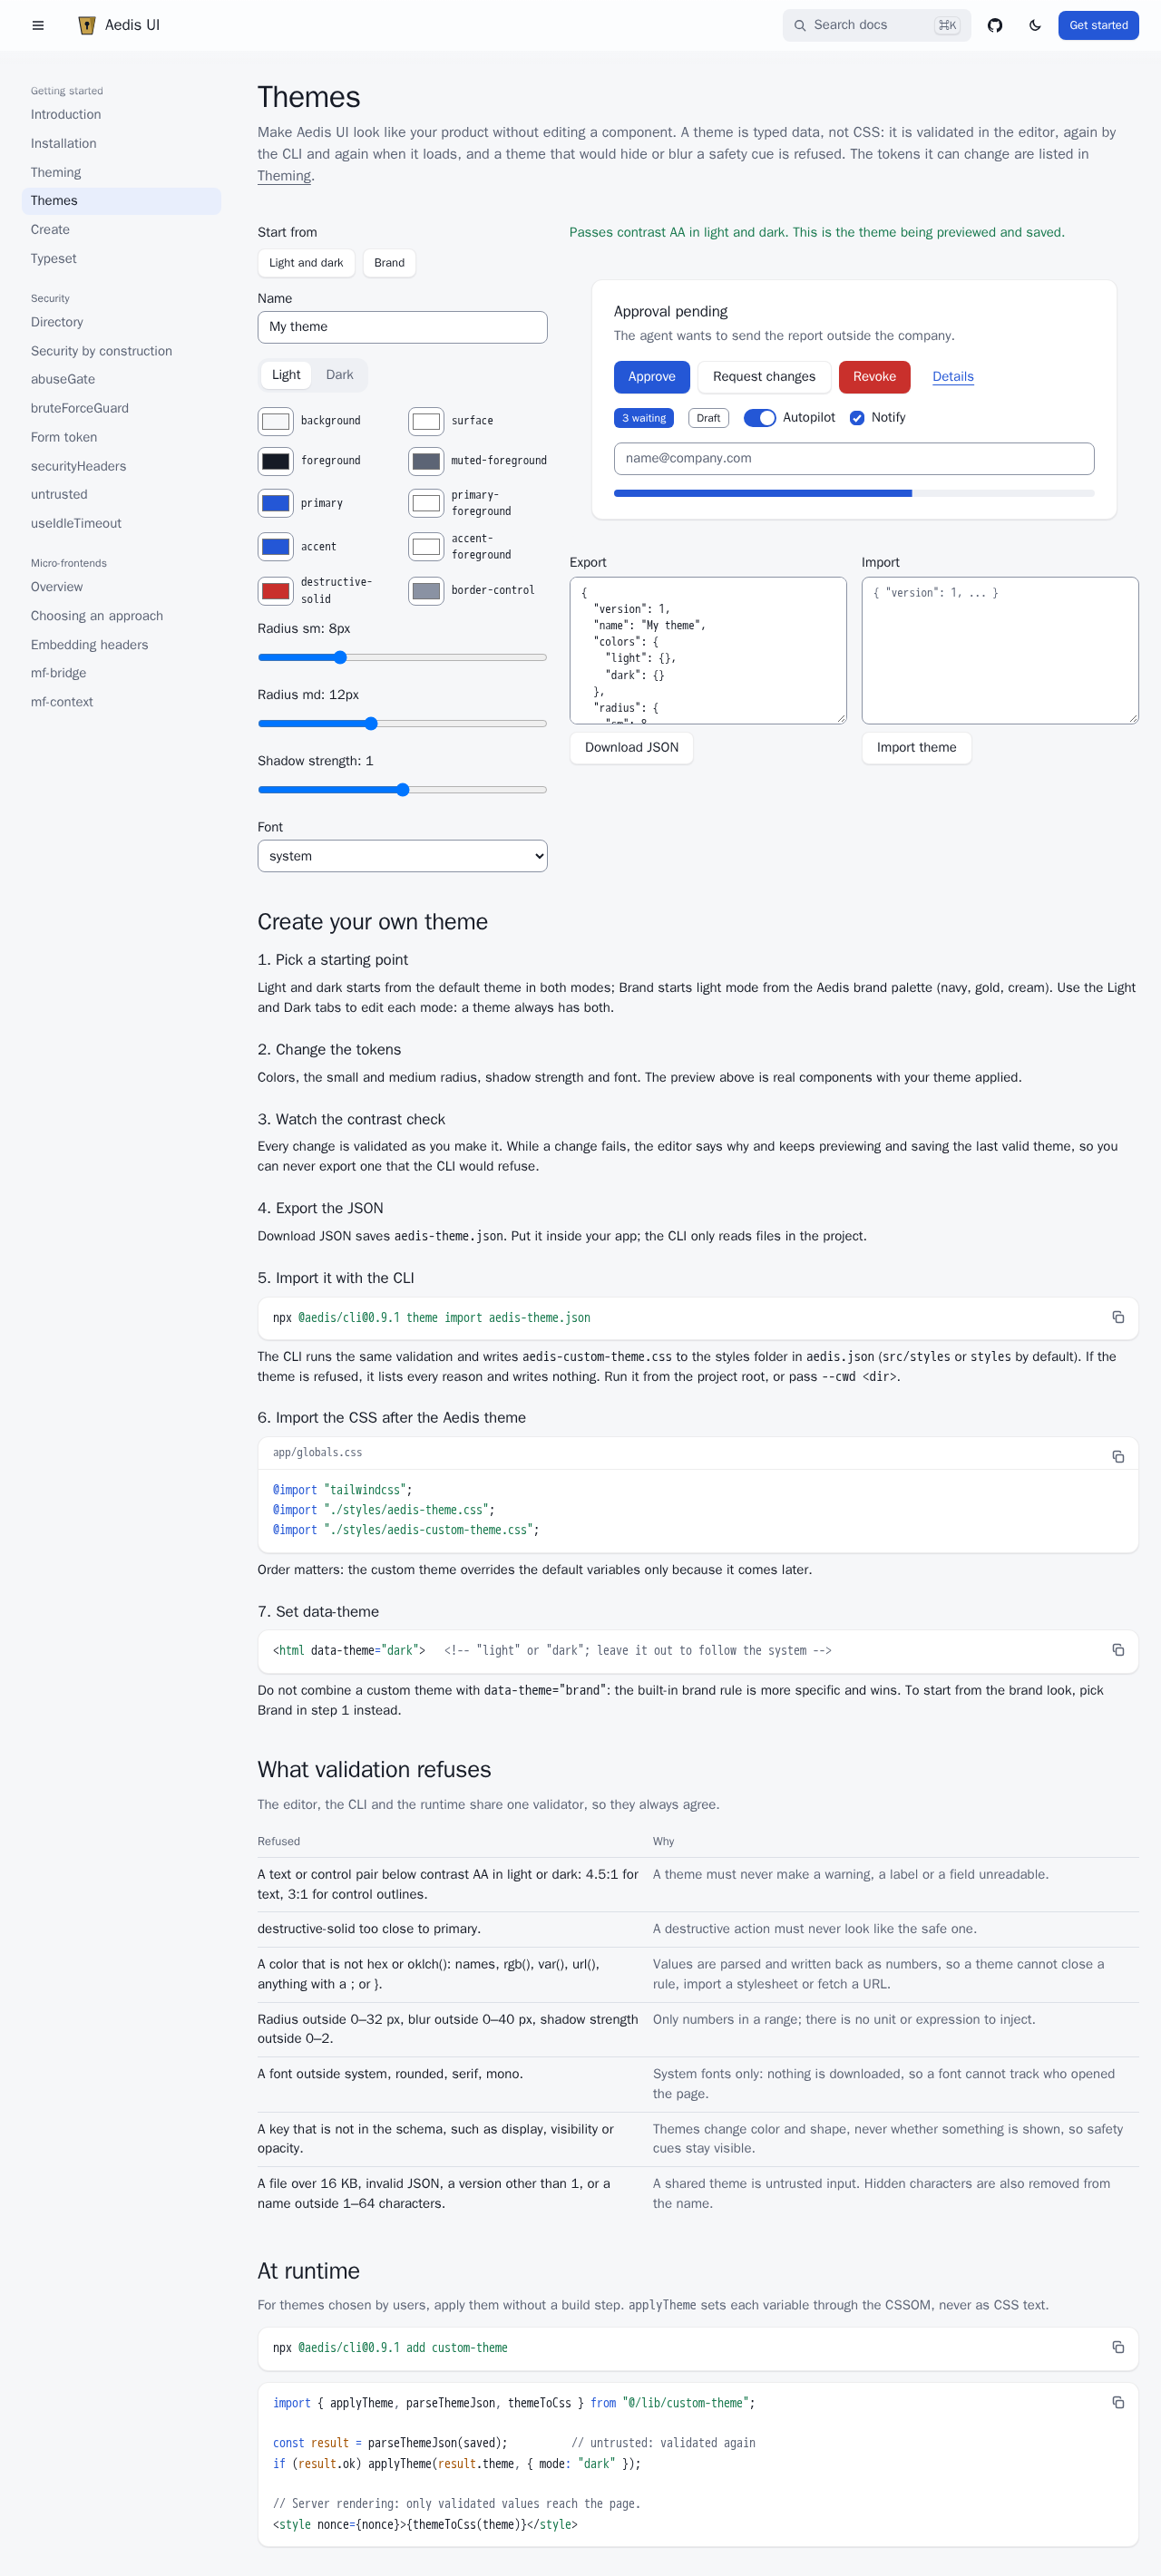 Aedis UI
Search docs
⌘K
Get started
Getting started
Introduction
Installation
Theming
Themes
Create
Typeset
Security
Directory
Security by construction
abuseGate
bruteForceGuard
Form token
securityHeaders
untrusted
useIdleTimeout
Micro-frontends
Overview
Choosing an approach
Embedding headers
mf-bridge
mf-context
Themes
Make Aedis UI look like your product without editing a component. A theme is typed data, not CSS: it is validated in the editor, again by
the CLI and again when it loads, and a theme that would hide or blur a safety cue is refused. The tokens it can change are listed in
Theming.
Start from
Light and dark
Brand
Name
My theme
Light
Dark
background
surface
foreground
muted-foreground
primary
primary-
foreground
accent
accent-
foreground
destructive-
solid
border-control
Radius sm: 8px
Radius md: 12px
Shadow strength: 1
Font
system
Passes contrast AA in light and dark. This is the theme being previewed and saved.
Approval pending
The agent wants to send the report outside the company.
Approve
Request changes
Revoke
Details
3 waiting
Draft
Autopilot
Notify
name@company.com
Export
{
"version": 1,
"name": "My theme",
"colors": {
"light": {},
"dark": {}
},
"radius": {
"sm": 8
Download JSON
Import
{ "version": 1, ... }
Import theme
Create your own theme
1. Pick a starting point
Light and dark starts from the default theme in both modes; Brand starts light mode from the Aedis brand palette (navy, gold, cream). Use the Light
and Dark tabs to edit each mode: a theme always has both.
2. Change the tokens
Colors, the small and medium radius, shadow strength and font. The preview above is real components with your theme applied.
3. Watch the contrast check
Every change is validated as you make it. While a change fails, the editor says why and keeps previewing and saving the last valid theme, so you
can never export one that the CLI would refuse.
4. Export the JSON
Download JSON saves aedis-theme.json. Put it inside your app; the CLI only reads files in the project.
5. Import it with the CLI
npx @aedis/cli@0.9.1 theme import aedis-theme.json
The CLI runs the same validation and writes aedis-custom-theme.css to the styles folder in aedis.json (src/styles or styles by default). If the
theme is refused, it lists every reason and writes nothing. Run it from the project root, or pass --cwd <dir>.
6. Import the CSS after the Aedis theme
app/globals.css
@import "tailwindcss";
@import "./styles/aedis-theme.css";
@import "./styles/aedis-custom-theme.css";
Order matters: the custom theme overrides the default variables only because it comes later.
7. Set data-theme
<html data-theme="dark">   <!-- "light" or "dark"; leave it out to follow the system -->
Do not combine a custom theme with data-theme="brand": the built-in brand rule is more specific and wins. To start from the brand look, pick
Brand in step 1 instead.
What validation refuses
The editor, the CLI and the runtime share one validator, so they always agree.
Refused
Why
A text or control pair below contrast AA in light or dark: 4.5:1 for
text, 3:1 for control outlines.
A theme must never make a warning, a label or a field unreadable.
destructive-solid too close to primary.
A destructive action must never look like the safe one.
A color that is not hex or oklch(): names, rgb(), var(), url(),
anything with a ; or }.
Values are parsed and written back as numbers, so a theme cannot close a
rule, import a stylesheet or fetch a URL.
Radius outside 0–32 px, blur outside 0–40 px, shadow strength
outside 0–2.
Only numbers in a range; there is no unit or expression to inject.
A font outside system, rounded, serif, mono.
System fonts only: nothing is downloaded, so a font cannot track who opened
the page.
A key that is not in the schema, such as display, visibility or
opacity.
Themes change color and shape, never whether something is shown, so safety
cues stay visible.
A file over 16 KB, invalid JSON, a version other than 1, or a
name outside 1–64 characters.
A shared theme is untrusted input. Hidden characters are also removed from
the name.
At runtime
For themes chosen by users, apply them without a build step. applyTheme sets each variable through the CSSOM, never as CSS text.
npx @aedis/cli@0.9.1 add custom-theme
import { applyTheme, parseThemeJson, themeToCss } from "@/lib/custom-theme";
const result = parseThemeJson(saved);          // untrusted: validated again
if (result.ok) applyTheme(result.theme, { mode: "dark" });
// Server rendering: only validated values reach the page.
<style nonce={nonce}>{themeToCss(theme)}</style>